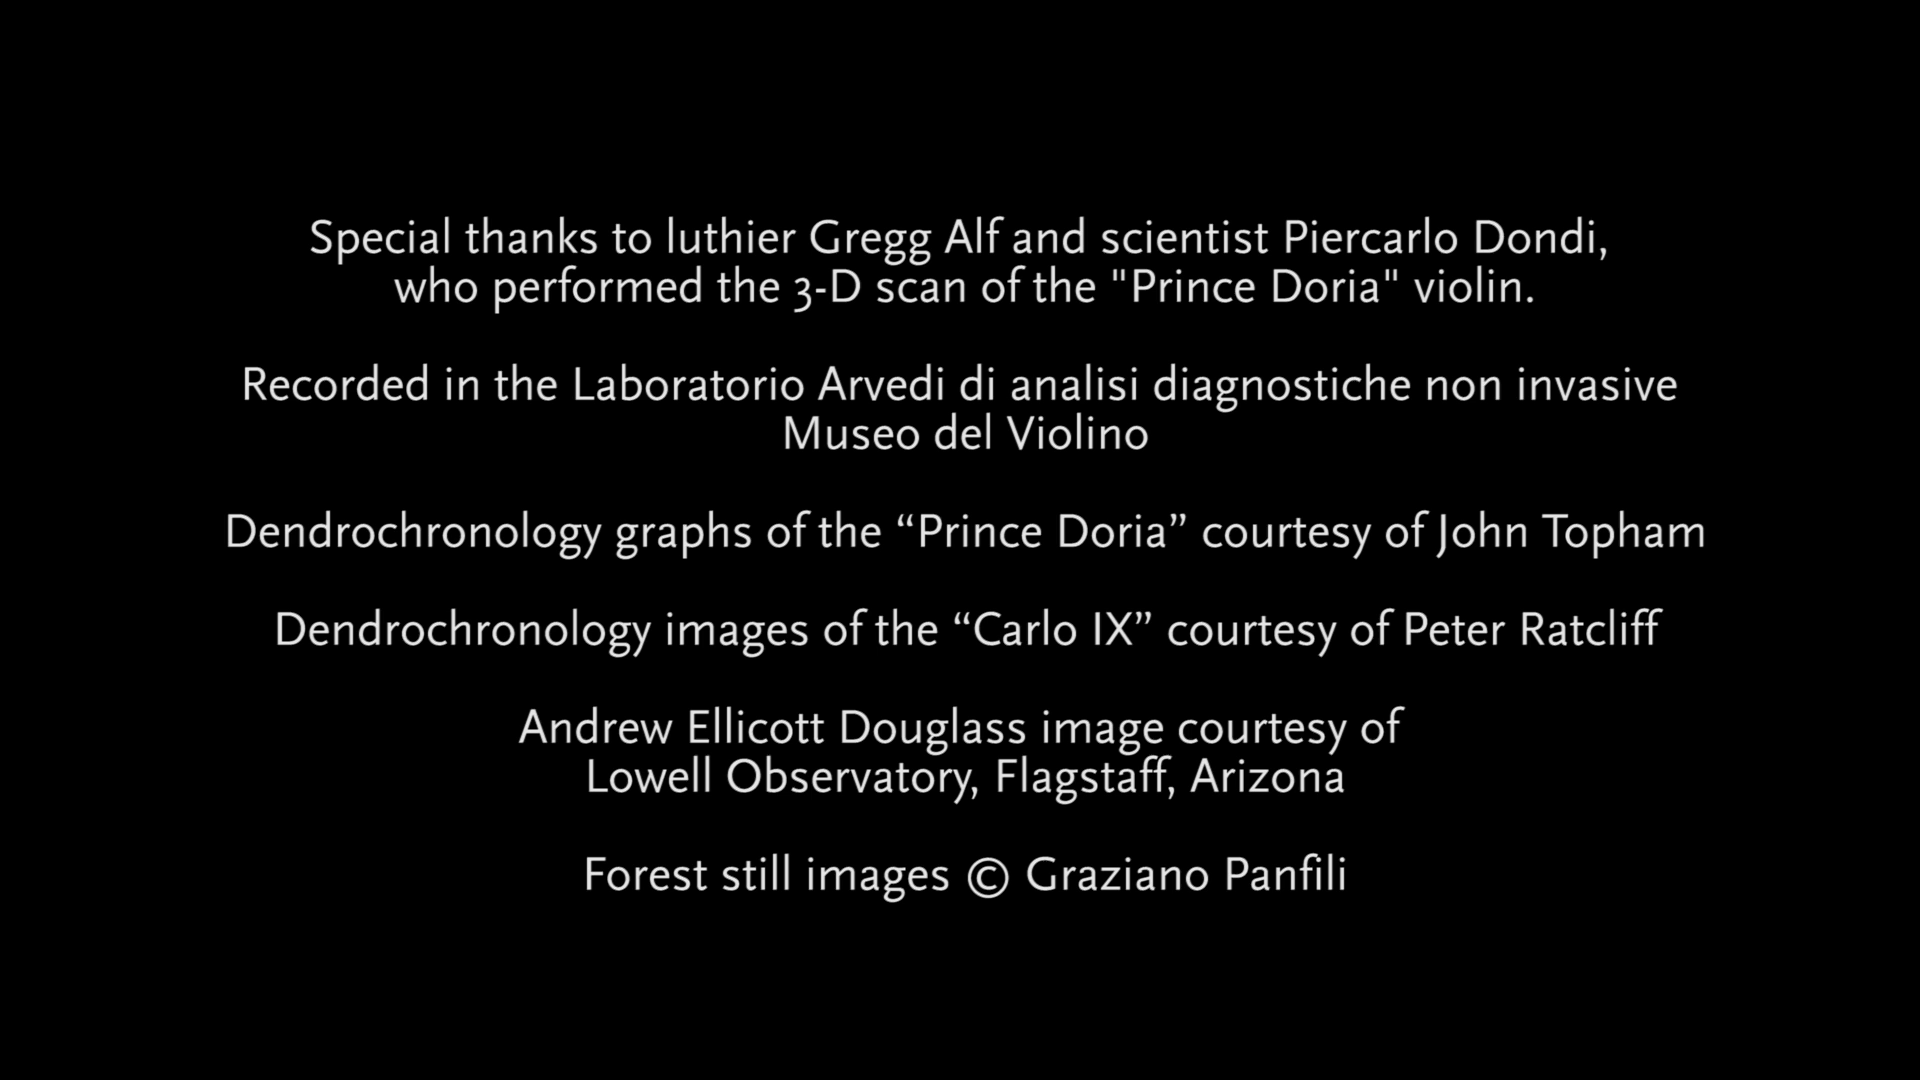 Special thanks to luthier Gregg Alf and scientist Piercarlo Dondi,
who performed the 3-D scan of the "Prince Doria" violin.
Recorded in the Laboratorio Arvedi di analisi diagnostiche non invasive
Museo del Violino
Dendrochronology graphs of the “Prince Doria” courtesy of John Topham
Dendrochronology images of the “Carlo IX” courtesy of Peter Ratcliff
Andrew Ellicott Douglass image courtesy of
Lowell Observatory, Flagstaff, Arizona
Forest still images © Graziano Panfili